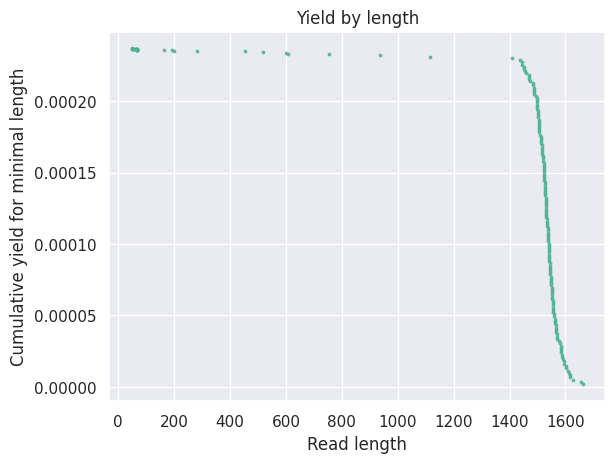 Yield by length
Cumulative yield for minimal length
0.00020
0.00015
0.00010
0.00005
0.00000
0 200 400 600 800 1000 1200 1400 1600
Read length